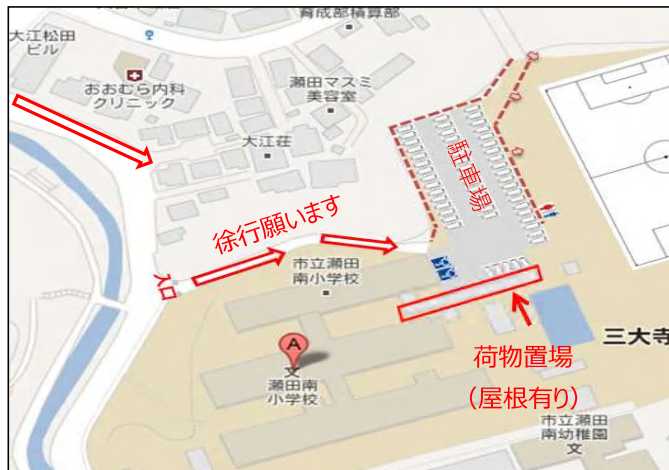 育成部積算部
大江松田
ビル
おおむら内科
クリニック
瀬田マスミ
美容室
大江荘
駐車場
徐行願います
入口
市立瀬田
南小学校
A
文
瀬田南
小学校
荷物置場
（屋根有り）
三大寺
市立瀬田
南幼稚園
文